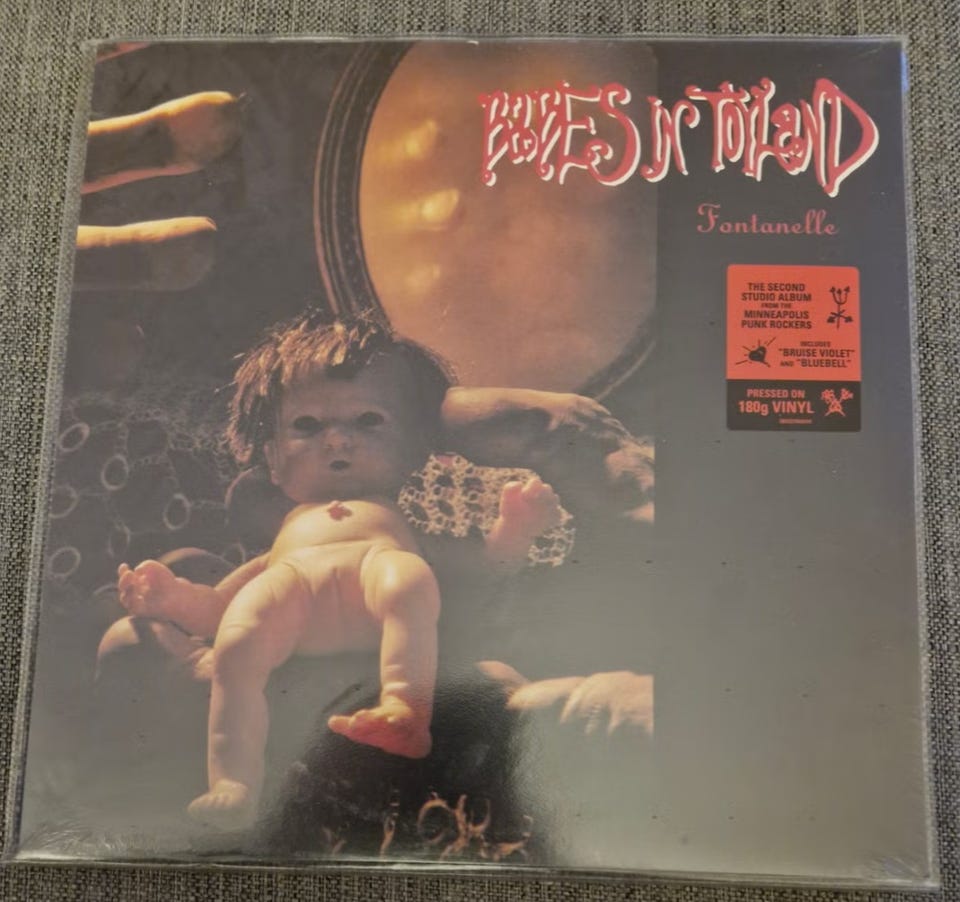 BABES IN TOYLAND
Fontanelle
THE SECOND
STUDIO ALBUM
FROM THE
MINNEAPOLIS
PUNK ROCKERS
INCLUDES
"BRUISE VIOLET"
AND "BLUEBELL"
PRESSED ON
180g VINYL